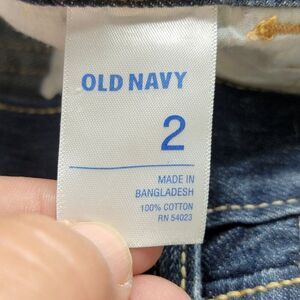 OLD NAVY
2
MADE IN
BANGLADESH
100% COTTON
RN 54023